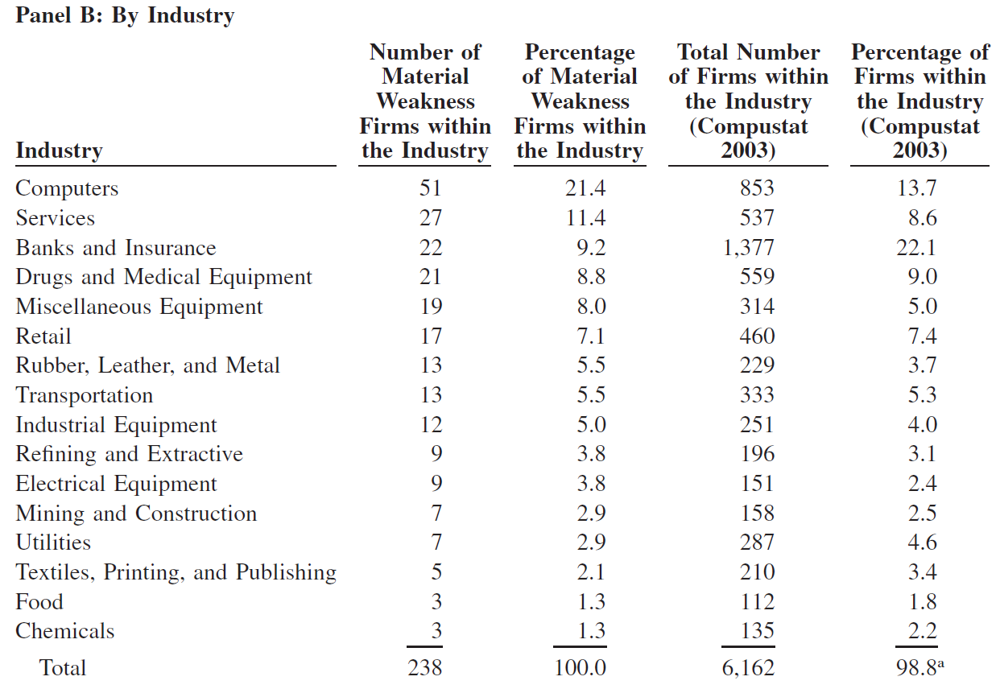 Panel B: By Industry
Number of Percentage Total Number Percentage of
Material of Material of Firms within Firms within
Weakness Weakness the Industry the Industry
Firms within Firms within (Compustat (Compustat
Industry the Industry the Industry 2003) 2003)
Computers 51 21.4 853 13.7
Services 27 11.4 537 8.6
Banks and Insurance 22 9.2 1,377 22.1
Drugs and Medical Equipment 21 8.8 559 9.0
Miscellaneous Equipment 19 8.0 314 5.0
Retail 17 7.1 460 7.4
Rubber, Leather, and Metal 13 5.5 229 3.7
Transportation 13 5.5 333 5.3
Industrial Equipment 12 5.0 251 4.0
Refining and Extractive 9 3.8 196 3.1
Electrical Equipment 9 3.8 151 2.4
Mining and Construction 7 2.9 158 2.5
Utilities 7 2.9 287 4.6
Textiles, Printing, and Publishing 5 2.1 210 3.4
Food 3 1.3 112 1.8
Chemicals 3 1.3 135 2.2
Total 238 100.0 6,162 98.8ᵃ